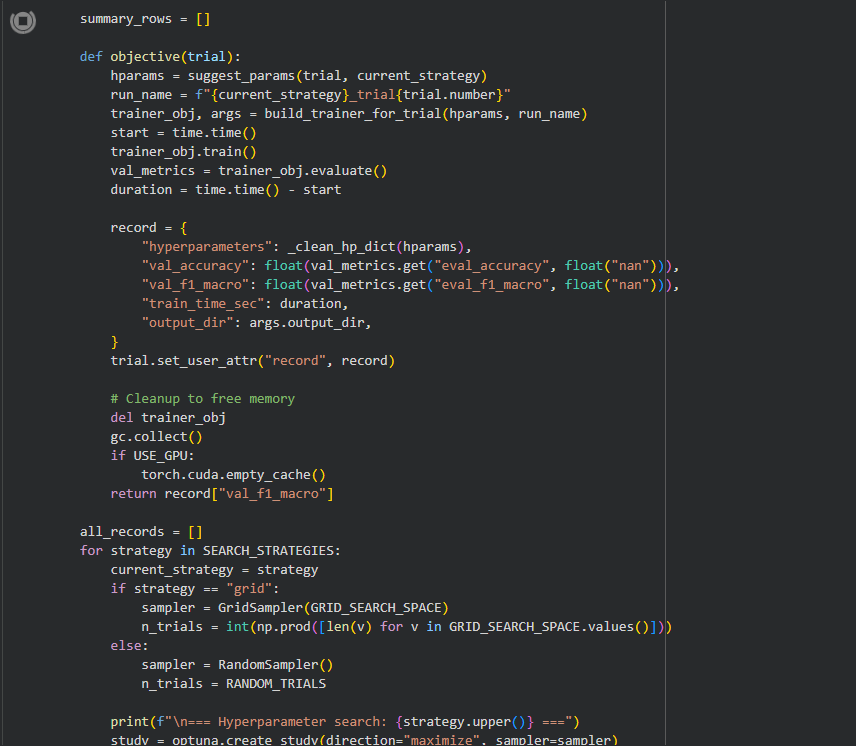 summary_rows = []
def objective(trial):
    hparams = suggest_params(trial, current_strategy)
    run_name = f"{current_strategy}_trial{trial.number}"
    trainer_obj, args = build_trainer_for_trial(hparams, run_name)
    start = time.time()
    trainer_obj.train()
    val_metrics = trainer_obj.evaluate()
    duration = time.time() - start
    record = {
        "hyperparameters": _clean_hp_dict(hparams),
        "val_accuracy": float(val_metrics.get("eval_accuracy", float("nan"))),
        "val_f1_macro": float(val_metrics.get("eval_f1_macro", float("nan"))),
        "train_time_sec": duration,
        "output_dir": args.output_dir,
    }
    trial.set_user_attr("record", record)
    # Cleanup to free memory
    del trainer_obj
    gc.collect()
    if USE_GPU:
        torch.cuda.empty_cache()
    return record["val_f1_macro"]
all_records = []
for strategy in SEARCH_STRATEGIES:
    current_strategy = strategy
    if strategy == "grid":
        sampler = GridSampler(GRID_SEARCH_SPACE)
        n_trials = int(np.prod([len(v) for v in GRID_SEARCH_SPACE.values()]))
    else:
        sampler = RandomSampler()
        n_trials = RANDOM_TRIALS
    print(f"\n=== Hyperparameter search: {strategy.upper()} ===")
    study = optuna.create_study(direction="maximize", sampler=sampler)